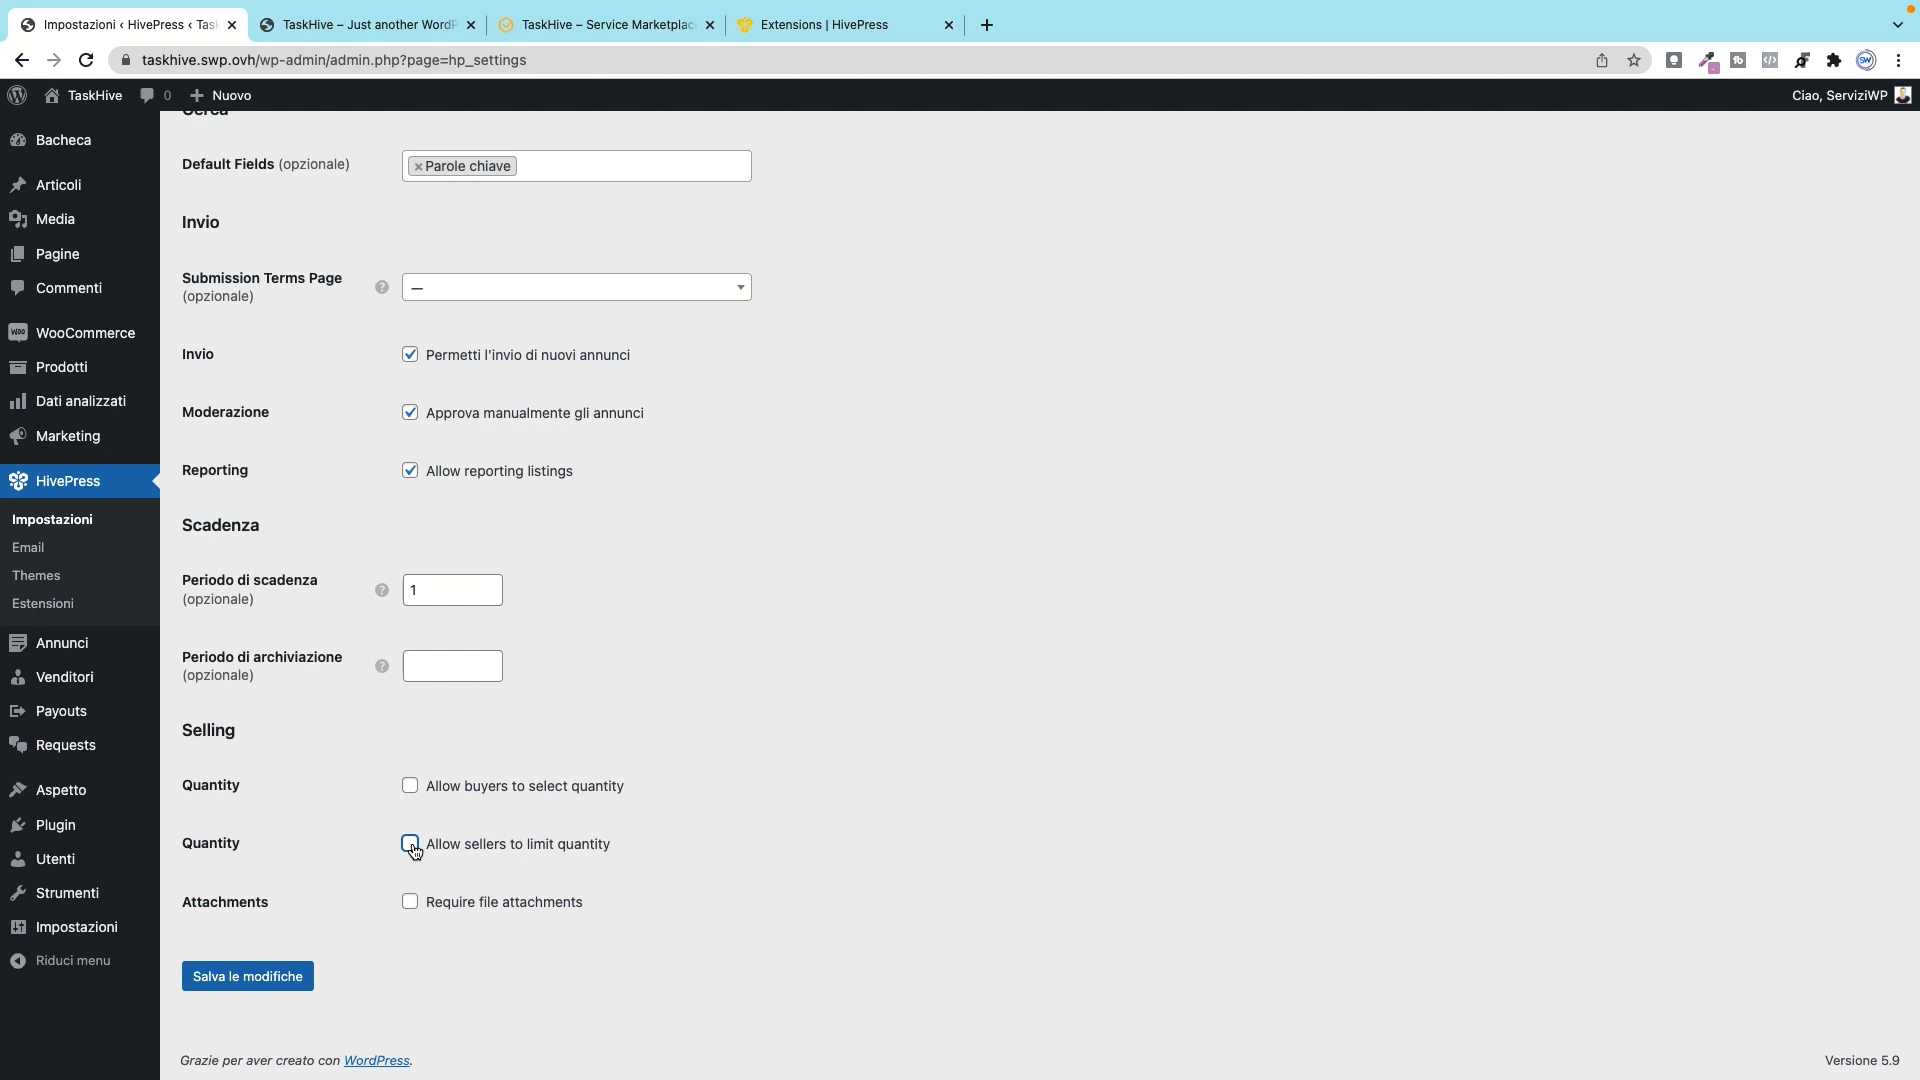 Impostazioni ‹ HivePress ‹ Task
TaskHive – Just another WordP
TaskHive – Service Marketplac
Extensions | HivePress
taskhive.swp.ovh/wp-admin/admin.php?page=hp_settings
TaskHive
0
Nuovo
Ciao, ServiziWP
Bacheca
Articoli
Media
Pagine
Commenti
WooCommerce
Prodotti
Dati analizzati
Marketing
HivePress
Impostazioni
Email
Themes
Estensioni
Annunci
Venditori
Payouts
Requests
Aspetto
Plugin
Utenti
Strumenti
Impostazioni
Riduci menu
Cerca
Default Fields (opzionale)
× Parole chiave
Invio
Submission Terms Page
(opzionale)
?
—
Invio
Permetti l'invio di nuovi annunci
Moderazione
Approva manualmente gli annunci
Reporting
Allow reporting listings
Scadenza
Periodo di scadenza
(opzionale)
?
1
Periodo di archiviazione
(opzionale)
?
Selling
Quantity
Allow buyers to select quantity
Quantity
Allow sellers to limit quantity
Attachments
Require file attachments
Salva le modifiche
Grazie per aver creato con WordPress.
Versione 5.9